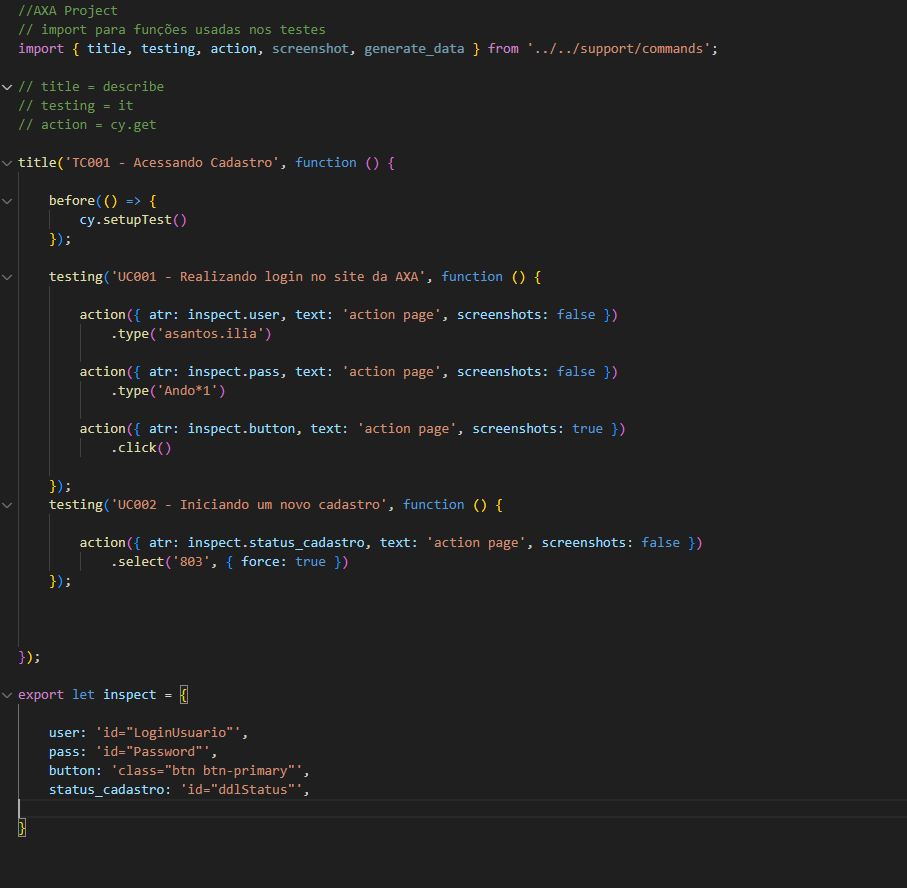 //AXA Project
// import para funções usadas nos testes
import { title, testing, action, screenshot, generate_data } from '../../support/commands';
// title = describe
// testing = it
// action = cy.get
title('TC001 - Acessando Cadastro', function () {
before(() => {
cy.setupTest()
});
testing('UC001 - Realizando login no site da AXA', function () {
action({ atr: inspect.user, text: 'action page', screenshots: false })
.type('asantos.ilia')
action({ atr: inspect.pass, text: 'action page', screenshots: false })
.type('Ando*1')
action({ atr: inspect.button, text: 'action page', screenshots: true })
.click()
});
testing('UC002 - Iniciando um novo cadastro', function () {
action({ atr: inspect.status_cadastro, text: 'action page', screenshots: false })
.select('803', { force: true })
});
});
export let inspect = {
user: 'id="LoginUsuario"',
pass: 'id="Password"',
button: 'class="btn btn-primary"',
status_cadastro: 'id="ddlStatus"',
}